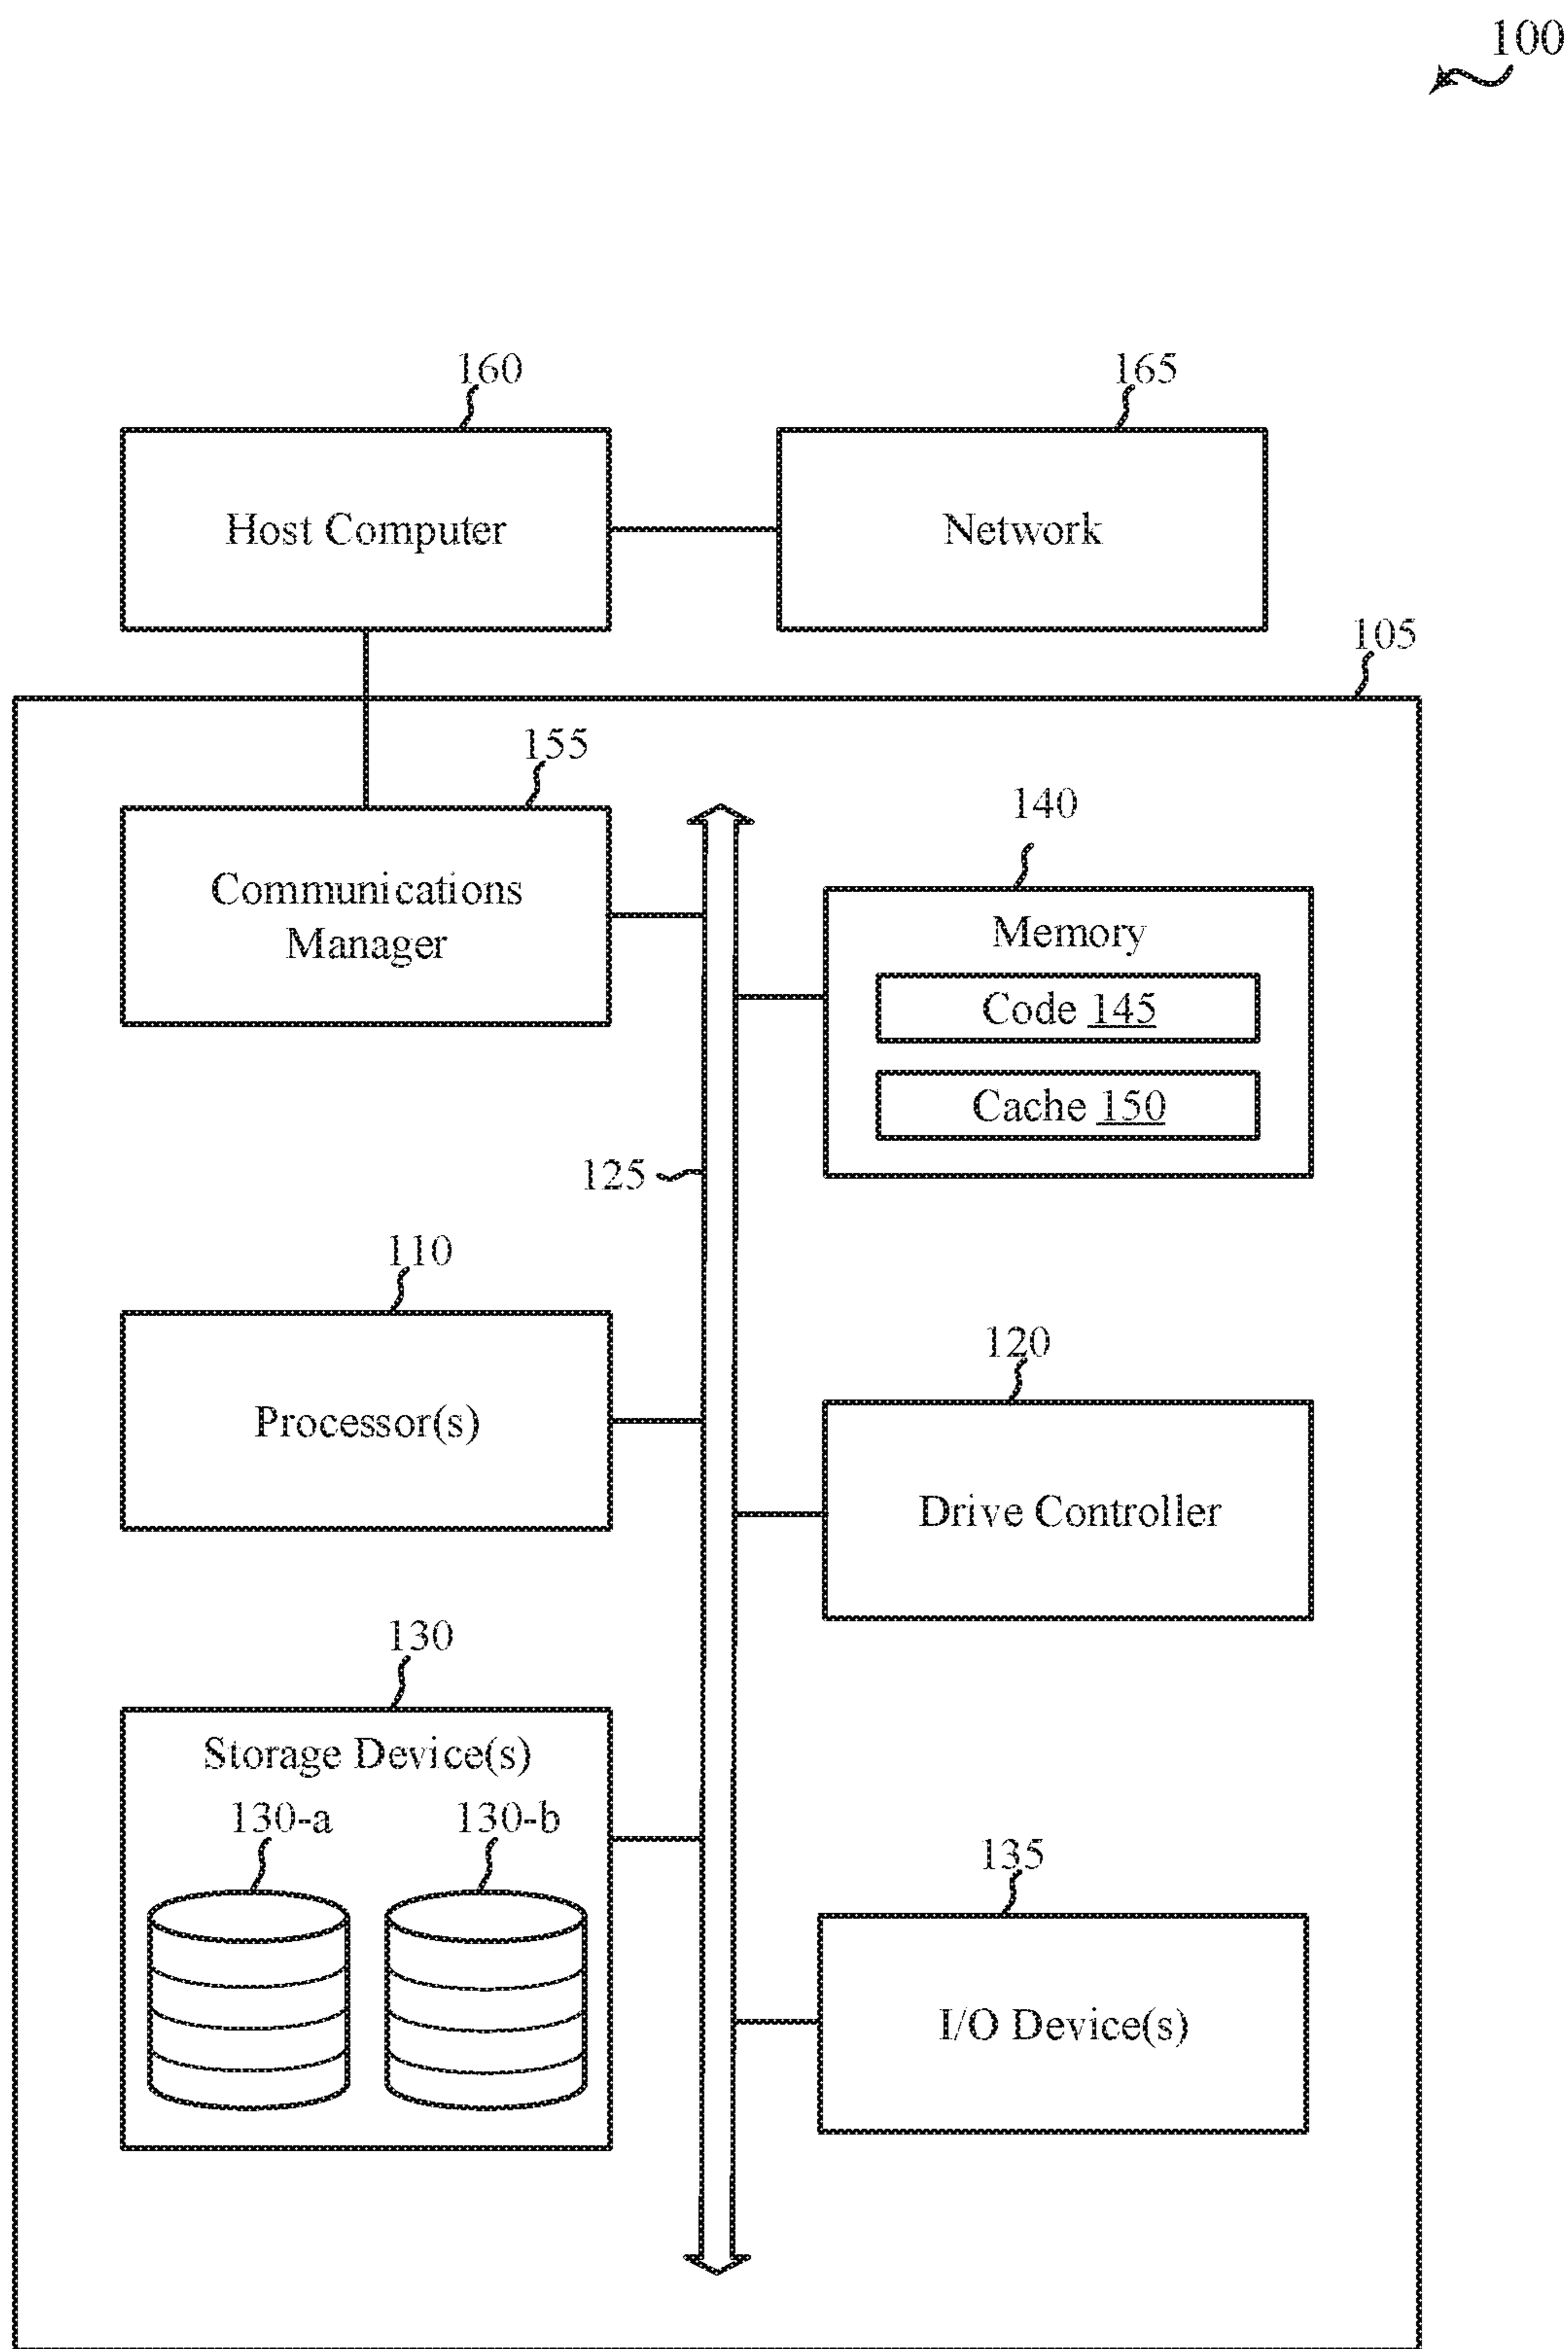 100
160
165
Host Computer
Network
105
155
140
Communications
Manager
Memory
Code 145
Cache 150
125
110
120
Processor(s)
Drive Controller
130
Storage Device(s)
130-a
130-b
135
I/O Device(s)